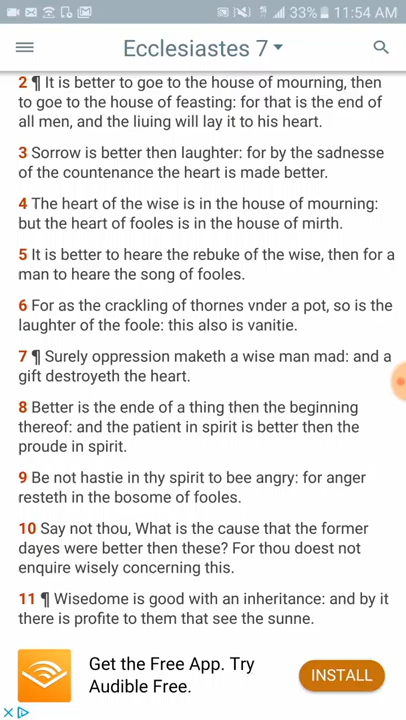 33% 11:54 AM
Ecclesiastes 7
2 ¶ It is better to goe to the house of mourning, then
to goe to the house of feasting: for that is the end of
all men, and the liuing will lay it to his heart.
3 Sorrow is better then laughter: for by the sadnesse
of the countenance the heart is made better.
4 The heart of the wise is in the house of mourning:
but the heart of fooles is in the house of mirth.
5 It is better to heare the rebuke of the wise, then for a
man to heare the song of fooles.
6 For as the crackling of thornes vnder a pot, so is the
laughter of the foole: this also is vanitie.
7 ¶ Surely oppression maketh a wise man mad: and a
gift destroyeth the heart.
8 Better is the ende of a thing then the beginning
thereof: and the patient in spirit is better then the
proude in spirit.
9 Be not hastie in thy spirit to bee angry: for anger
resteth in the bosome of fooles.
10 Say not thou, What is the cause that the former
dayes were better then these? For thou doest not
enquire wisely concerning this.
11 ¶ Wisedome is good with an inheritance: and by it
there is profite to them that see the sunne.
Get the Free App. Try
Audible Free.
INSTALL